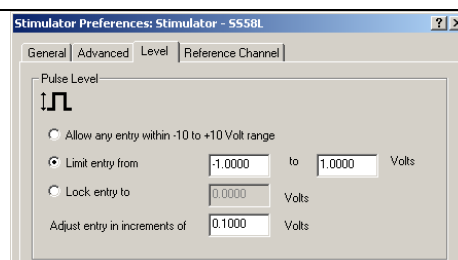 Stimulator Preferences: Stimulator - SS58L
General Advanced Level Reference Channel
Pulse Level
Allow any entry within -10 to +10 Volt range
Limit entry from -1.0000 to 1.0000 Volts
Lock entry to 0.0000 Volts
Adjust entry in increments of 0.1000 Volts